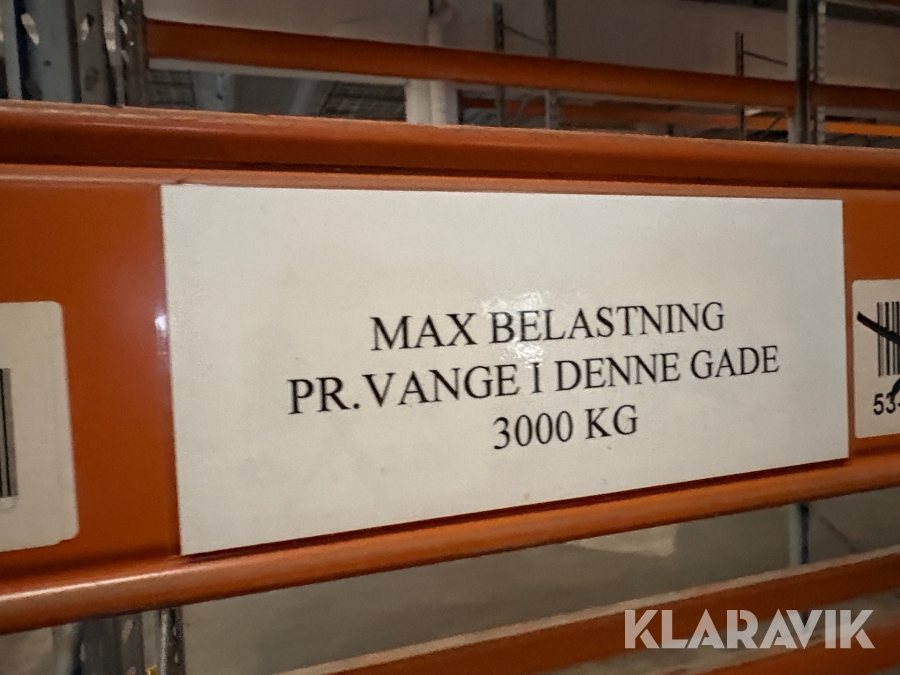 MAX BELASTNING
PR.VANGE I DENNE GADE
3000 KG
KLARAVIK